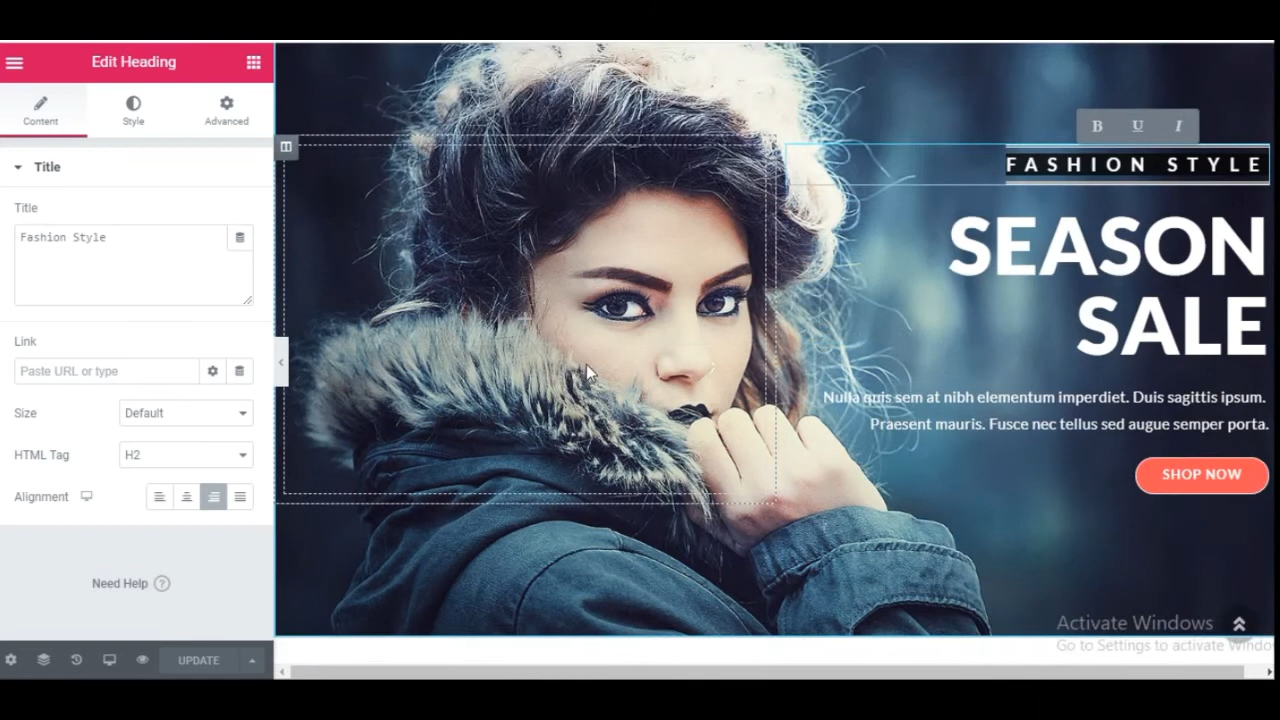 Edit Heading
Content
Style
Advanced
Title
Title
Fashion Style
Link
Paste URL or type
Size
Default
HTML Tag
H2
Alignment
Need Help ?
UPDATE
B U I
FASHION STYLE
SEASON
SALE
Nulla quis sem at nibh elementum imperdiet. Duis sagittis ipsum.
Praesent mauris. Fusce nec tellus sed augue semper porta.
SHOP NOW
Activate Windows
Go to Settings to activate Windo